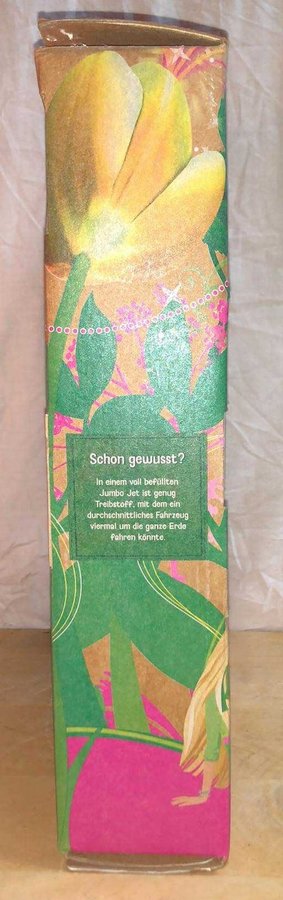 Schon gewusst?
In einem voll befüllten
Jumbo Jet ist genug
Treibstoff, mit dem ein
durchschnittliches Fahrzeug
viermal um die ganze Erde
fahren könnte.